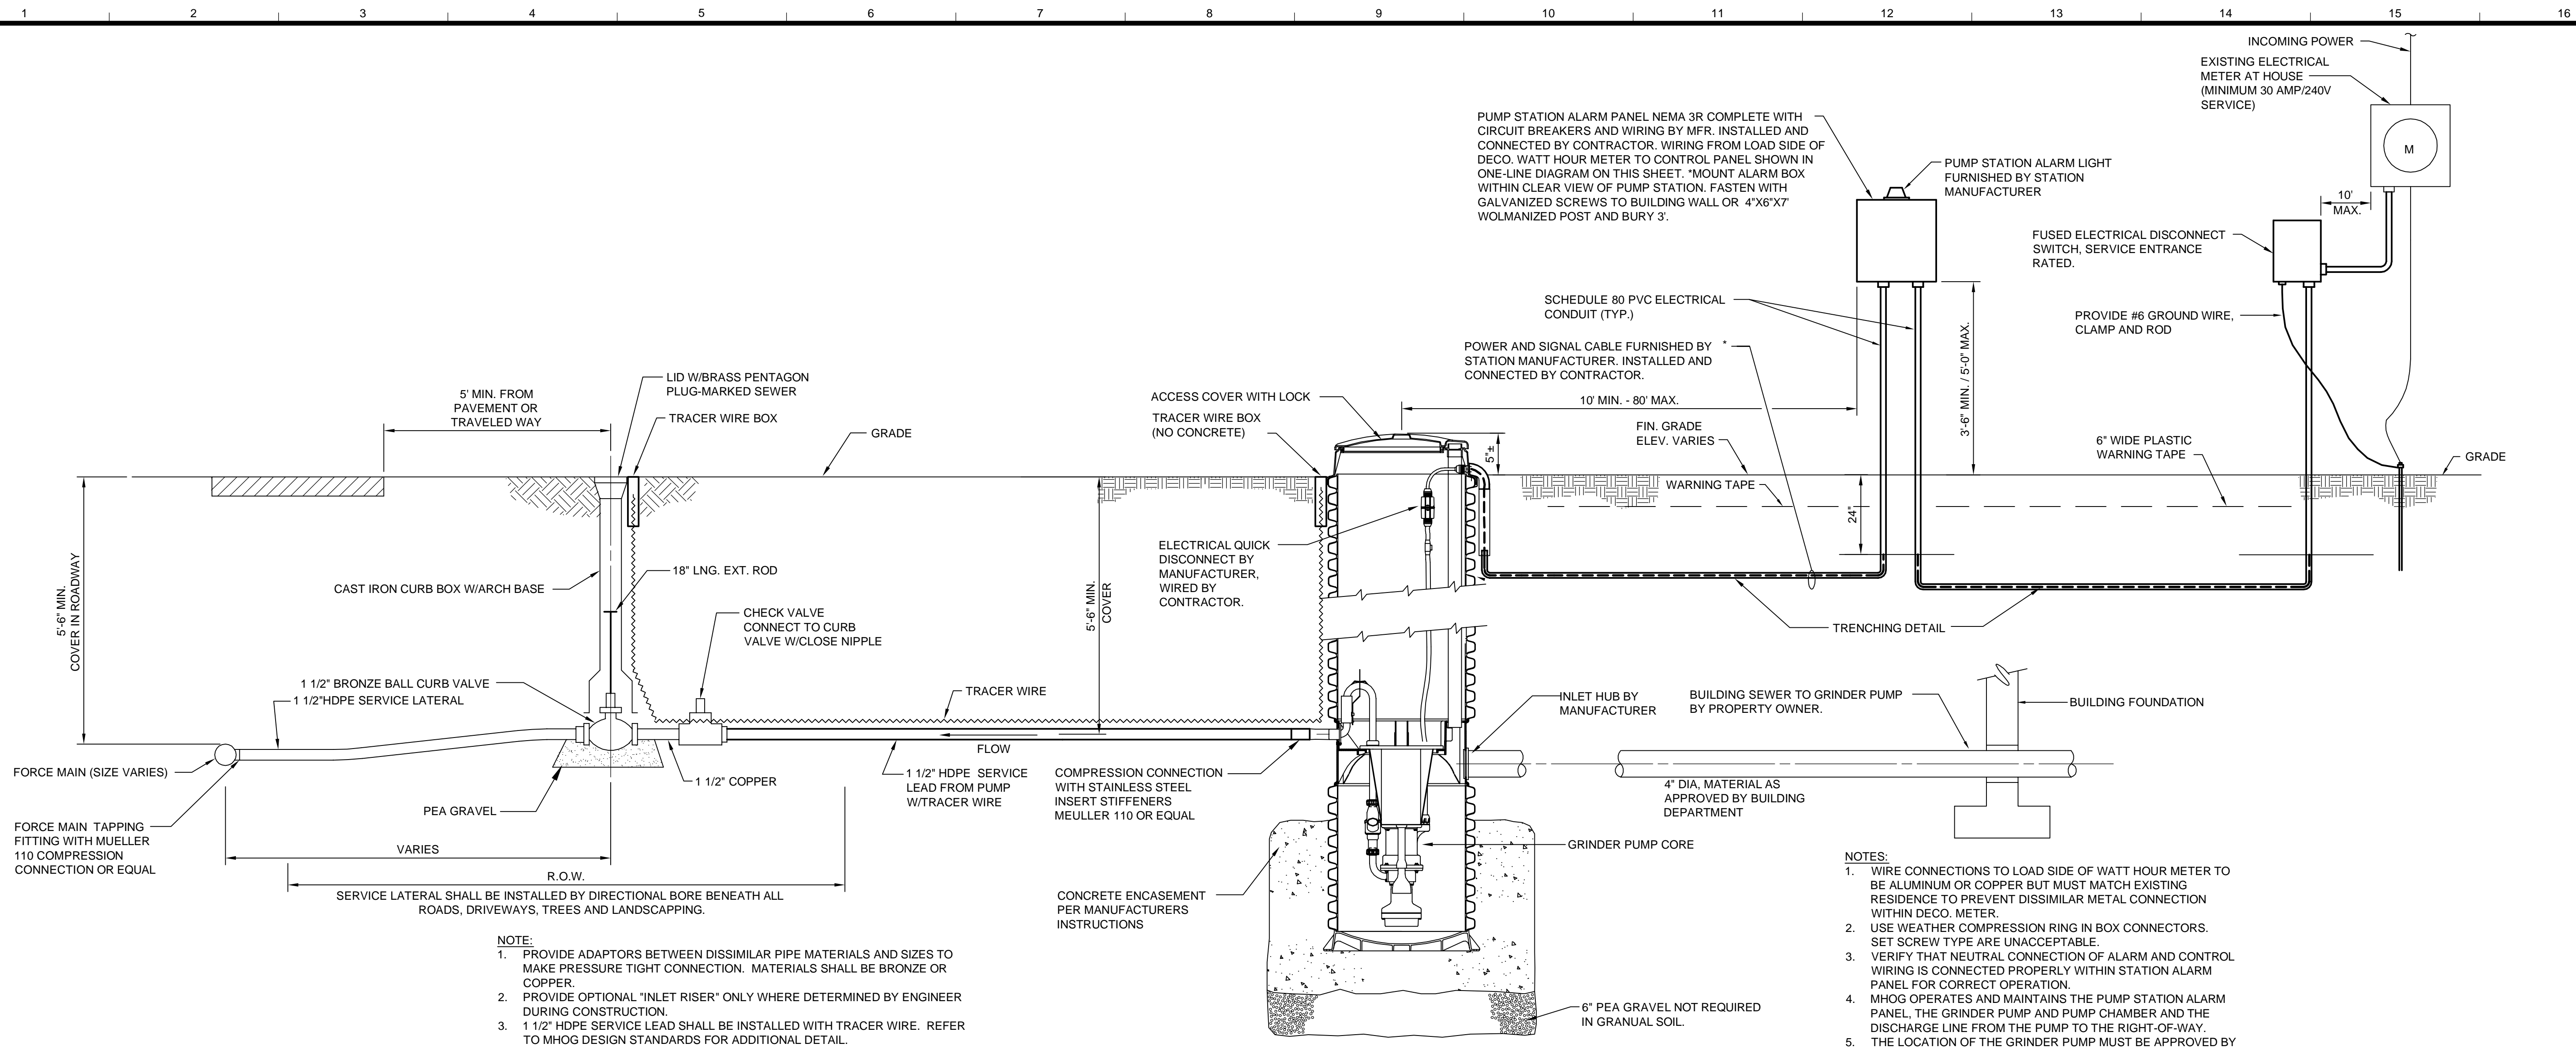 1 2 3 4 5 6 7 8 9 10 11 12 13 14 15 16
INCOMING POWER
EXISTING ELECTRICAL
METER AT HOUSE
(MINIMUM 30 AMP/240V
SERVICE)
M
10'
MAX.
PUMP STATION ALARM PANEL NEMA 3R COMPLETE WITH
CIRCUIT BREAKERS AND WIRING BY MFR. INSTALLED AND
CONNECTED BY CONTRACTOR. WIRING FROM LOAD SIDE OF
DECO. WATT HOUR METER TO CONTROL PANEL SHOWN IN
ONE-LINE DIAGRAM ON THIS SHEET. *MOUNT ALARM BOX
WITHIN CLEAR VIEW OF PUMP STATION. FASTEN WITH
GALVANIZED SCREWS TO BUILDING WALL OR 4"X6"X7'
WOLMANIZED POST AND BURY 3'.
PUMP STATION ALARM LIGHT
FURNISHED BY STATION
MANUFACTURER
FUSED ELECTRICAL DISCONNECT
SWITCH, SERVICE ENTRANCE
RATED.
SCHEDULE 80 PVC ELECTRICAL
CONDUIT (TYP.)
PROVIDE #6 GROUND WIRE,
CLAMP AND ROD
3'-6" MIN. / 5'-0" MAX.
POWER AND SIGNAL CABLE FURNISHED BY *
STATION MANUFACTURER. INSTALLED AND
CONNECTED BY CONTRACTOR.
LID W/BRASS PENTAGON
PLUG-MARKED SEWER
5' MIN. FROM
PAVEMENT OR
TRAVELED WAY
TRACER WIRE BOX
GRADE
ACCESS COVER WITH LOCK
TRACER WIRE BOX
(NO CONCRETE)
10' MIN. - 80' MAX.
5"±
FIN. GRADE
ELEV. VARIES
6" WIDE PLASTIC
WARNING TAPE
GRADE
WARNING TAPE
24"
ELECTRICAL QUICK
DISCONNECT BY
MANUFACTURER,
WIRED BY
CONTRACTOR.
18" LNG. EXT. ROD
CAST IRON CURB BOX W/ARCH BASE
5'-6" MIN.
COVER IN ROADWAY
5'-6" MIN.
COVER
CHECK VALVE
CONNECT TO CURB
VALVE W/CLOSE NIPPLE
TRENCHING DETAIL
1 1/2" BRONZE BALL CURB VALVE
1 1/2"HDPE SERVICE LATERAL
TRACER WIRE
INLET HUB BY
MANUFACTURER
BUILDING SEWER TO GRINDER PUMP
BY PROPERTY OWNER.
BUILDING FOUNDATION
FLOW
FORCE MAIN (SIZE VARIES)
1 1/2" COPPER
1 1/2" HDPE SERVICE
LEAD FROM PUMP
W/TRACER WIRE
COMPRESSION CONNECTION
WITH STAINLESS STEEL
INSERT STIFFENERS
MEULLER 110 OR EQUAL
4" DIA, MATERIAL AS
APPROVED BY BUILDING
DEPARTMENT
PEA GRAVEL
FORCE MAIN TAPPING
FITTING WITH MUELLER
110 COMPRESSION
CONNECTION OR EQUAL
VARIES
R.O.W.
SERVICE LATERAL SHALL BE INSTALLED BY DIRECTIONAL BORE BENEATH ALL
ROADS, DRIVEWAYS, TREES AND LANDSCAPPING.
GRINDER PUMP CORE
CONCRETE ENCASEMENT
PER MANUFACTURERS
INSTRUCTIONS
6" PEA GRAVEL NOT REQUIRED
IN GRANUAL SOIL.
NOTE:
1. PROVIDE ADAPTORS BETWEEN DISSIMILAR PIPE MATERIALS AND SIZES TO
MAKE PRESSURE TIGHT CONNECTION. MATERIALS SHALL BE BRONZE OR
COPPER.
2. PROVIDE OPTIONAL "INLET RISER" ONLY WHERE DETERMINED BY ENGINEER
DURING CONSTRUCTION.
3. 1 1/2" HDPE SERVICE LEAD SHALL BE INSTALLED WITH TRACER WIRE. REFER
TO MHOG DESIGN STANDARDS FOR ADDITIONAL DETAIL.
NOTES:
1. WIRE CONNECTIONS TO LOAD SIDE OF WATT HOUR METER TO
BE ALUMINUM OR COPPER BUT MUST MATCH EXISTING
RESIDENCE TO PREVENT DISSIMILAR METAL CONNECTION
WITHIN DECO. METER.
2. USE WEATHER COMPRESSION RING IN BOX CONNECTORS.
SET SCREW TYPE ARE UNACCEPTABLE.
3. VERIFY THAT NEUTRAL CONNECTION OF ALARM AND CONTROL
WIRING IS CONNECTED PROPERLY WITHIN STATION ALARM
PANEL FOR CORRECT OPERATION.
4. MHOG OPERATES AND MAINTAINS THE PUMP STATION ALARM
PANEL, THE GRINDER PUMP AND PUMP CHAMBER AND THE
DISCHARGE LINE FROM THE PUMP TO THE RIGHT-OF-WAY.
5. THE LOCATION OF THE GRINDER PUMP MUST BE APPROVED BY